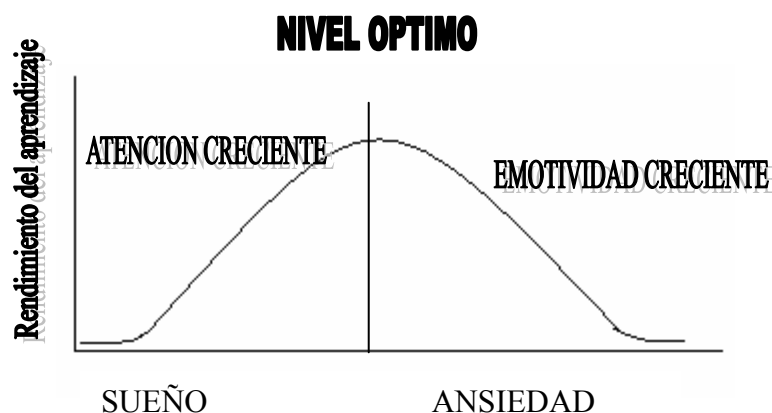 NIVEL OPTIMO
Rendimiento del aprendizaje
ATENCION CRECIENTE
EMOTIVIDAD CRECIENTE
SUEÑO
ANSIEDAD